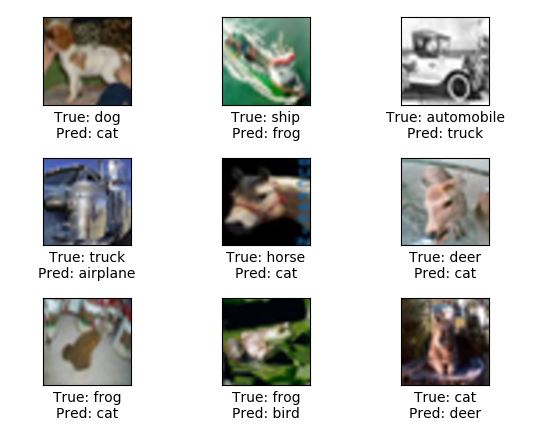 True: dog
Pred: cat
True: ship
Pred: frog
True: automobile
Pred: truck
True: truck
Pred: airplane
True: horse
Pred: cat
True: deer
Pred: cat
True: frog
Pred: cat
True: frog
Pred: bird
True: cat
Pred: deer